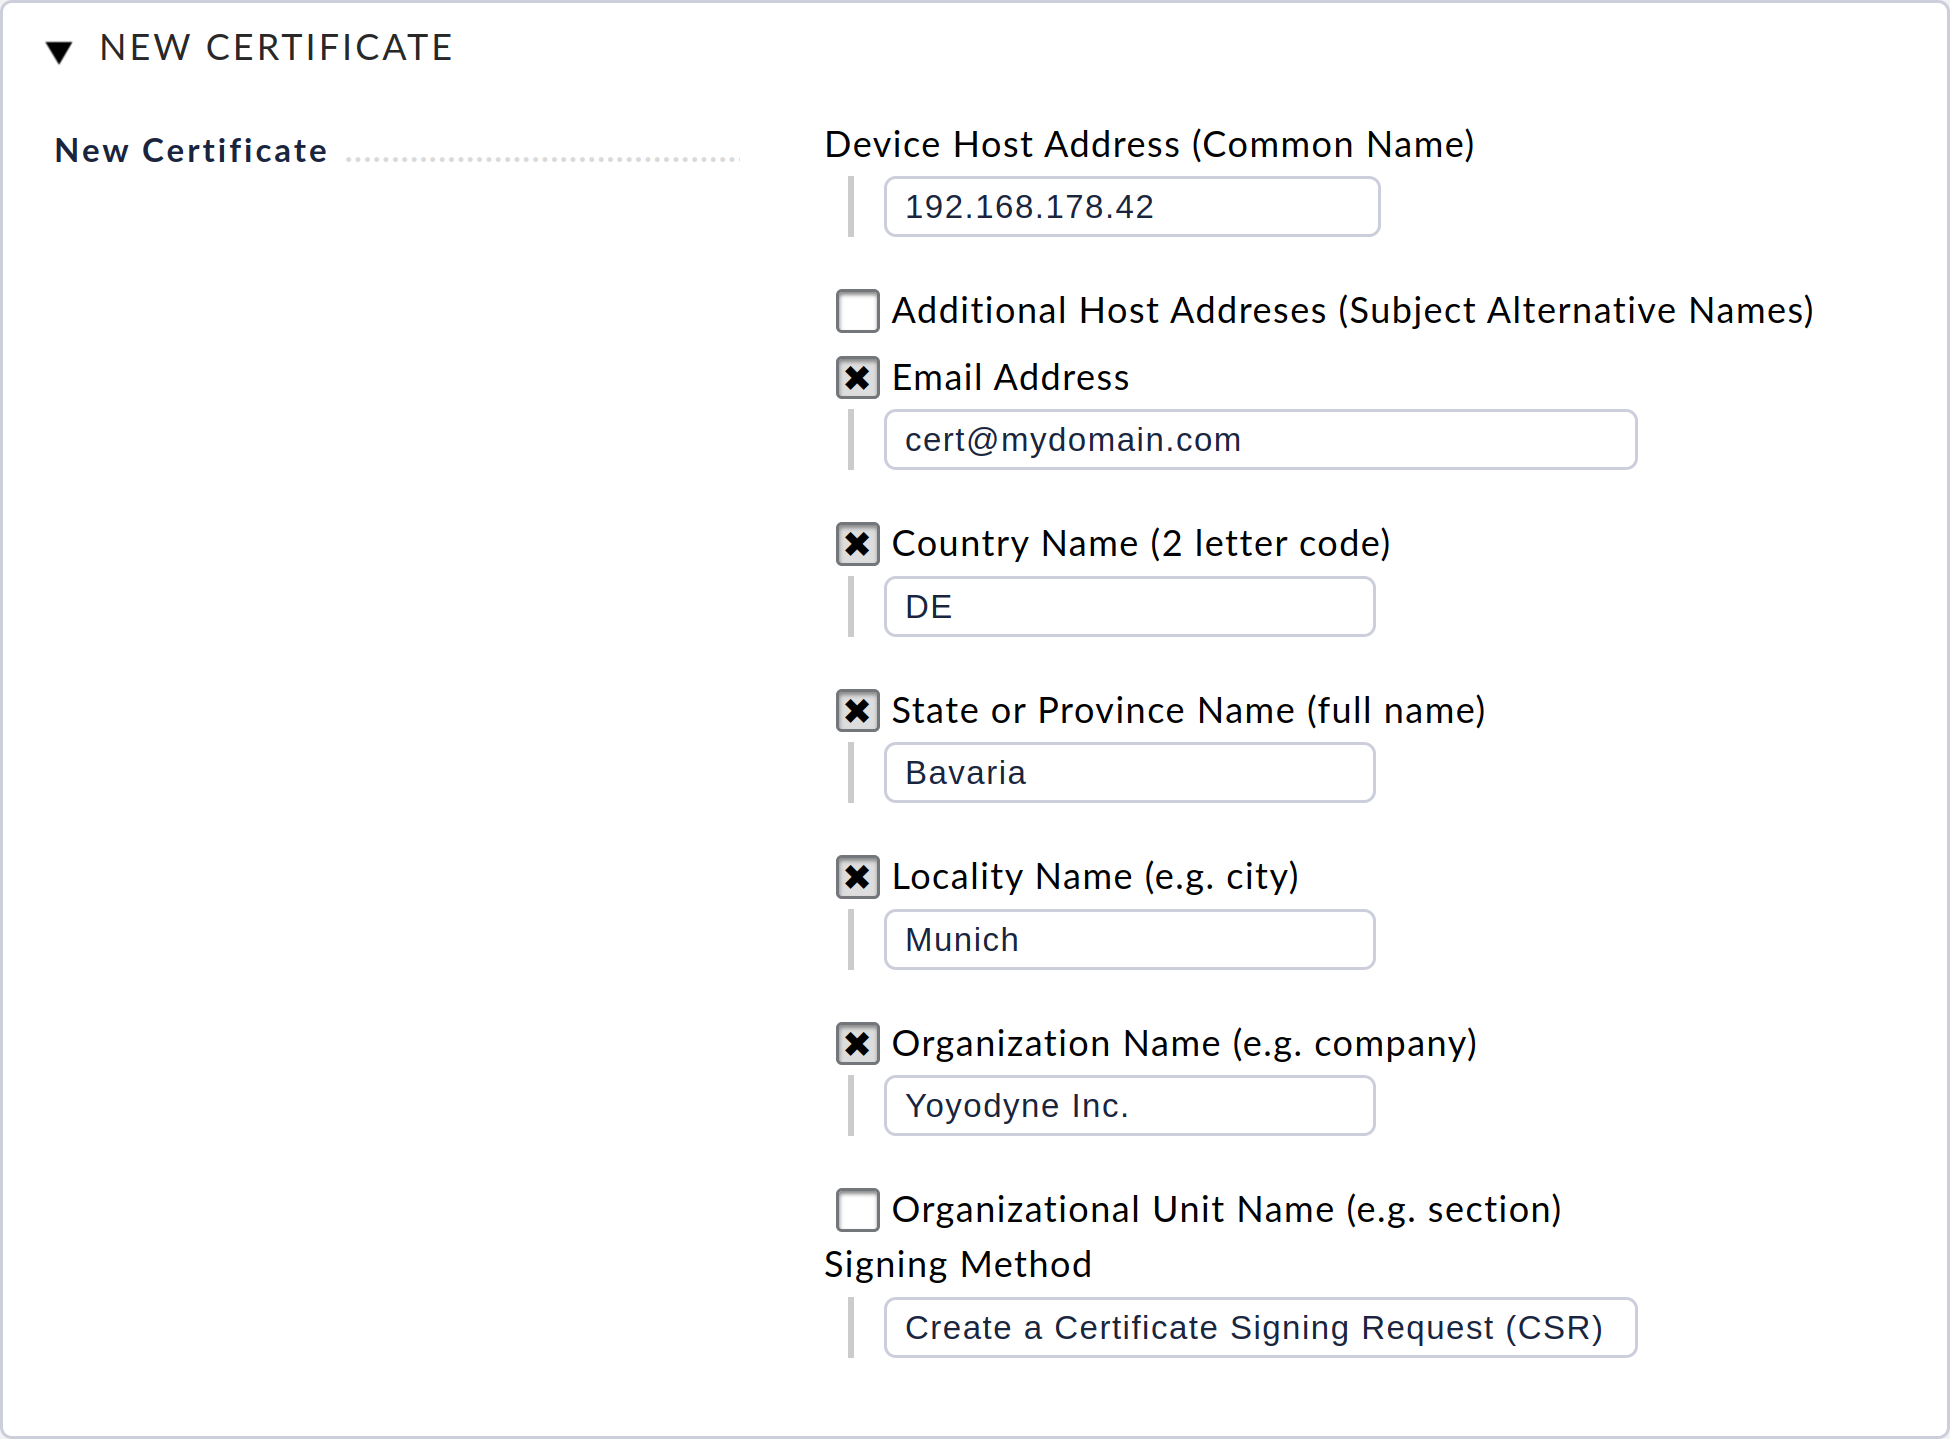 NEW CERTIFICATE
New Certificate
Device Host Address (Common Name)
192.168.178.42
Additional Host Addreses (Subject Alternative Names)
Email Address
cert@mydomain.com
Country Name (2 letter code)
DE
State or Province Name (full name)
Bavaria
Locality Name (e.g. city)
Munich
Organization Name (e.g. company)
Yoyodyne Inc.
Organizational Unit Name (e.g. section)
Signing Method
Create a Certificate Signing Request (CSR)